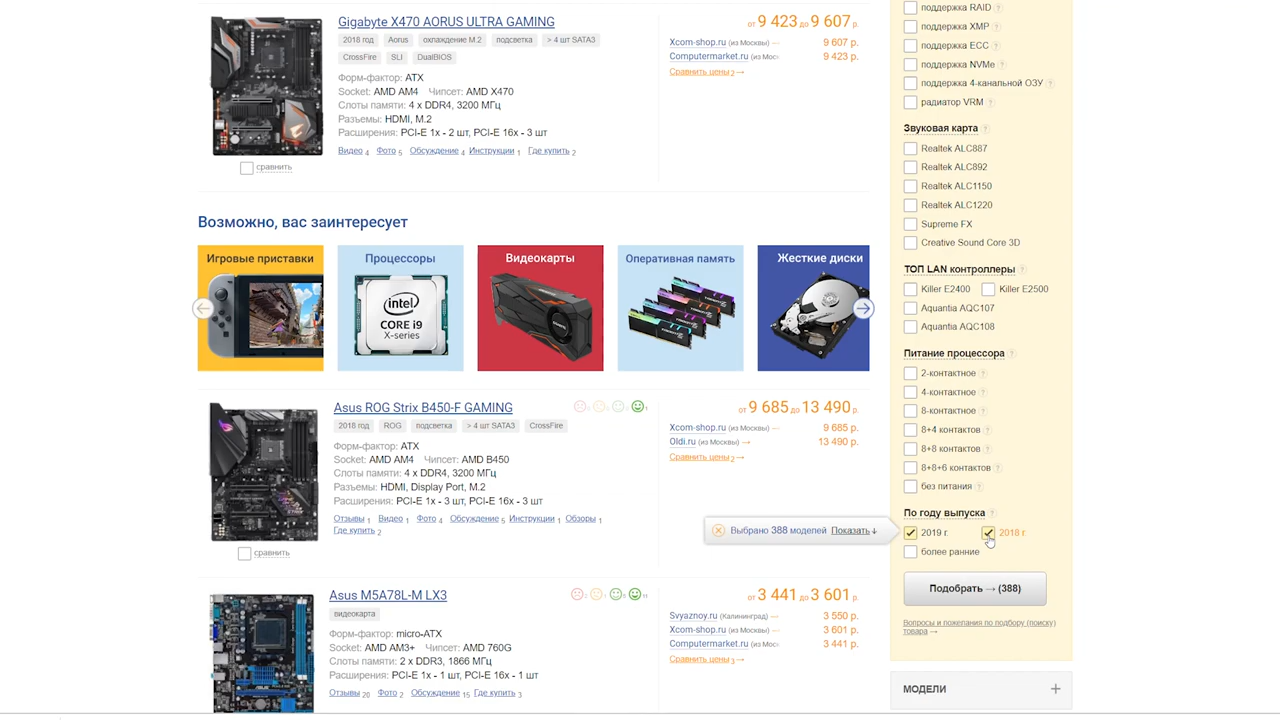 Gigabyte X470 AORUS ULTRA GAMING
2018 год Aorus охлаждение M.2 подсветка > 4 шт SATA3
CrossFire SLI DualBIOS
Форм-фактор: ATX
Socket: AMD AM4 Чипсет: AMD X470
Слоты памяти: 4 x DDR4, 3200 МГц
Разъемы: HDMI, M.2
Расширения: PCI-E 1x - 2 шт, PCI-E 16x - 3 шт
Видео 4 Фото 5 Обсуждение 4 Инструкции 1 Где купить 2
сравнить
от 9 423 до 9 607 р.
Xcom-shop.ru (из Москвы) 9 607 р.
Computermarket.ru (из Мос 9 423 р.
Сравнить цены 2 →
Возможно, вас заинтересует
Игровые приставки
Процессоры
intel
CORE i9
X-series
Видеокарты
Оперативная память
Жесткие диски
Asus ROG Strix B450-F GAMING
2018 год ROG подсветка > 4 шт SATA3 CrossFire
Форм-фактор: ATX
Socket: AMD AM4 Чипсет: AMD B450
Слоты памяти: 4 x DDR4, 3200 МГц
Разъемы: HDMI, Display Port, M.2
Расширения: PCI-E 1x - 3 шт, PCI-E 16x - 3 шт
Отзывы 1 Видео 1 Фото 4 Обсуждение 5 Инструкции 1 Обзоры 1
Где купить 2
сравнить
от 9 685 до 13 490 р.
Xcom-shop.ru (из Москвы) 9 685 р.
Oldi.ru (из Москвы) → 13 490 р.
Сравнить цены 2 →
Asus M5A78L-M LX3
видеокарта
Форм-фактор: micro-ATX
Socket: AMD AM3+ Чипсет: AMD 760G
Слоты памяти: 2 x DDR3, 1866 МГц
Расширения: PCI-E 1x - 1 шт, PCI-E 16x - 1 шт
Отзывы 20 Фото 2 Обсуждение 15 Где купить 3
от 3 441 до 3 601 р.
Svyaznoy.ru (Калининград) 3 550 р.
Xcom-shop.ru (из Москвы) 3 601 р.
Computermarket.ru (из Мос 3 441 р.
Сравнить цены 3 →
поддержка RAID ?
поддержка XMP ?
поддержка ECC ?
поддержка NVMe ?
поддержка 4-канальной ОЗУ ?
радиатор VRM ?
Звуковая карта ?
Realtek ALC887
Realtek ALC892
Realtek ALC1150
Realtek ALC1220
Supreme FX
Creative Sound Core 3D
ТОП LAN контроллеры ?
Killer E2400 Killer E2500
Aquantia AQC107
Aquantia AQC108
Питание процессора ?
2-контактное ?
4-контактное ?
8-контактное ?
8+4 контактов ?
8+8 контактов ?
8+8+6 контактов ?
без питания ?
По году выпуска ?
Выбрано 388 моделей Показать ↓
2019 г. 2018 г.
более ранние
Подобрать → (388)
Вопросы и пожелания по подбору (поиску)
товара →
МОДЕЛИ +